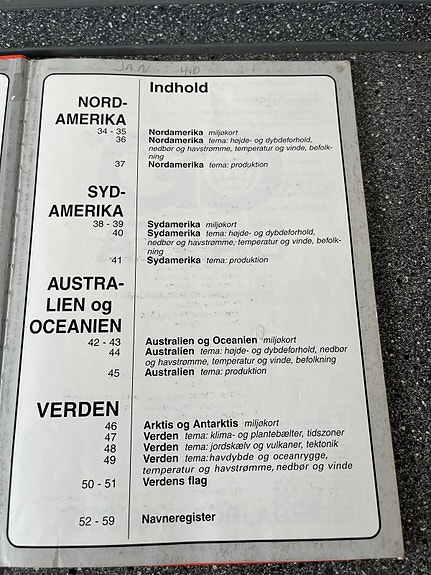 JAN 4.b
Indhold
NORD-
AMERIKA
34 - 35 Nordamerika miljøkort
36 Nordamerika tema: højde- og dybdeforhold,
nedbør og havstrømme, temperatur og vinde, befolk-
ning
37 Nordamerika tema: produktion
SYD-
AMERIKA
38 - 39 Sydamerika miljøkort
40 Sydamerika tema: højde- og dybdeforhold,
nedbør og havstrømme, temperatur og vinde, befolk-
ning
41 Sydamerika tema: produktion
AUSTRA-
LIEN og
OCEANIEN
42 - 43 Australien og Oceanien miljøkort
44 Australien tema: højde- og dybdeforhold, nedbør
og havstrømme, temperatur og vinde, befolkning
45 Australien tema: produktion
VERDEN
46 Arktis og Antarktis miljøkort
47 Verden tema: klima- og plantebælter, tidszoner
48 Verden tema: jordskælv og vulkaner, tektonik
49 Verden tema: havdybde og oceanrygge,
temperatur og havstrømme, nedbør og vinde
50 - 51 Verdens flag
52 - 59 Navneregister